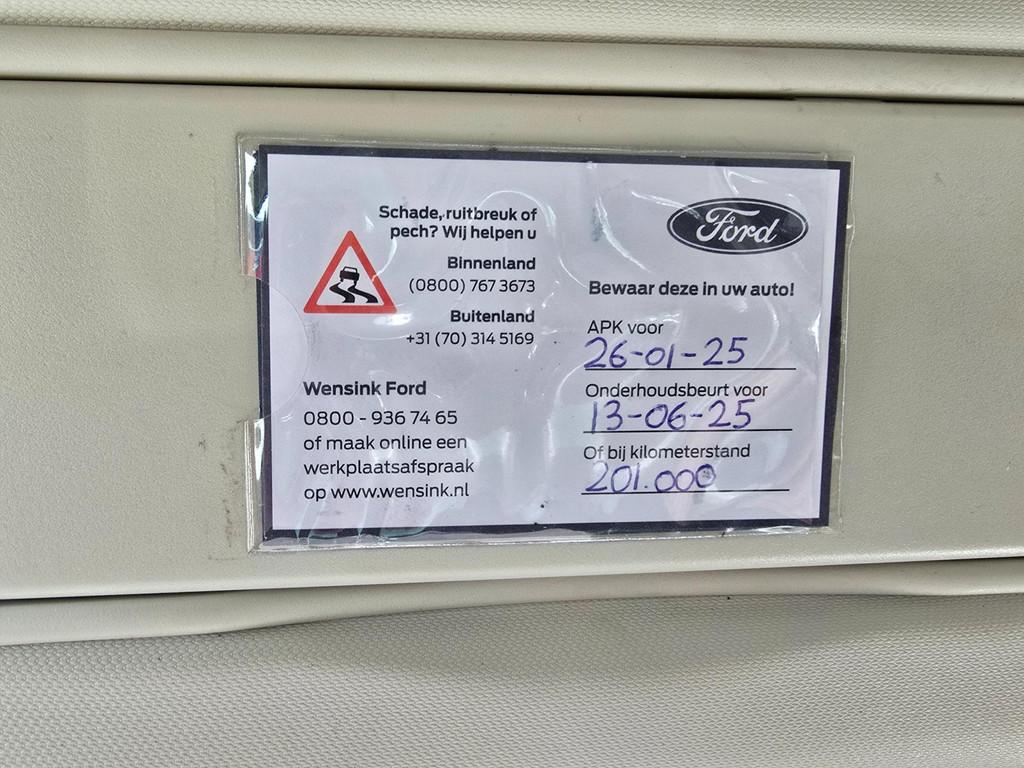 Schade, ruitbreuk of
pech? Wij helpen u
Binnenland
(0800) 767 3673
Buitenland
+31 (70) 314 5169
Wensink Ford
0800 - 936 74 65
of maak online een
werkplaatsafspraak
op www.wensink.nl
Ford
Bewaar deze in uw auto!
APK voor
26-01-25
Onderhoudsbeurt voor
13-06-25
Of bij kilometerstand
201.000